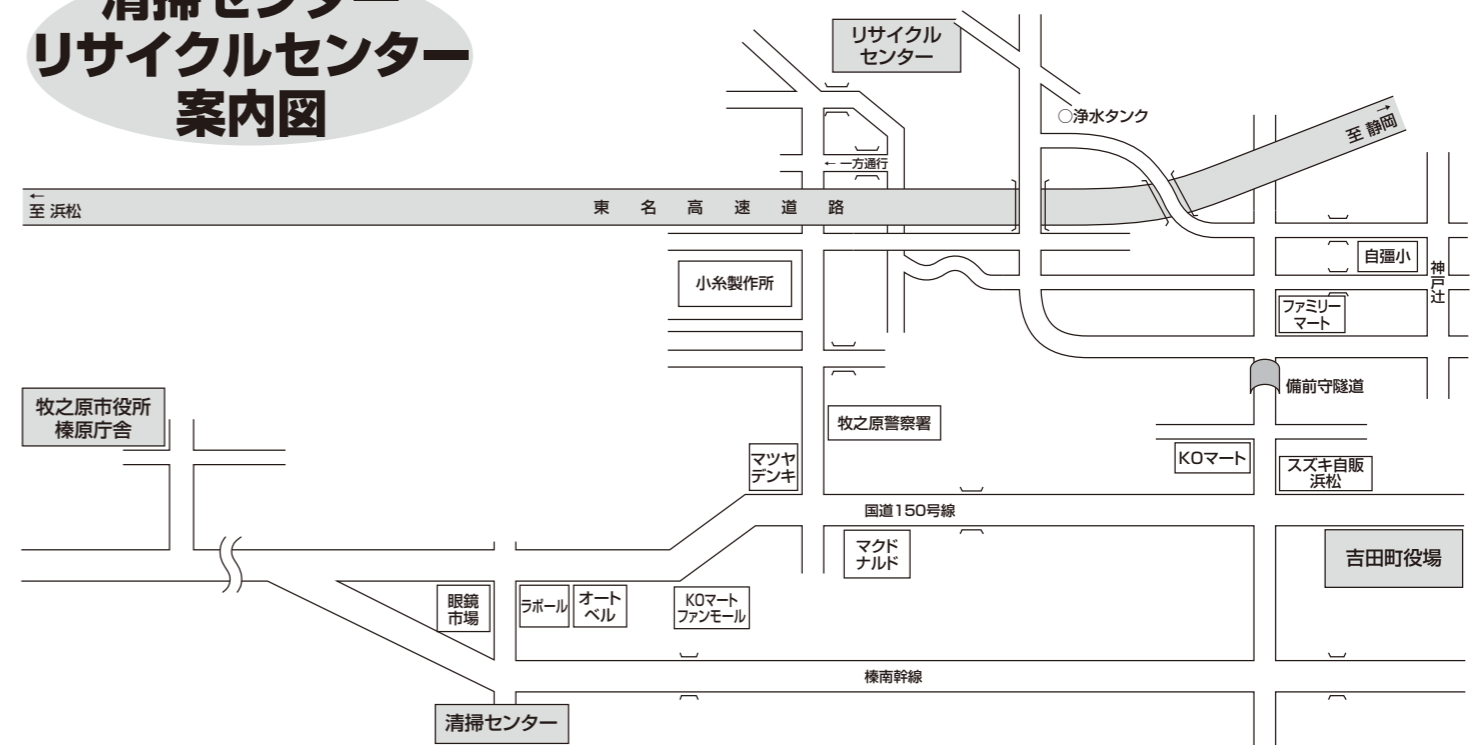 清掃センター
リサイクルセンター
案内図
リサイクル
センター
○浄水タンク
→
至 静岡
← 一方通行
←
至 浜松
東名高速道路
小糸製作所
自彊小
神戸辻
ファミリー
マート
備前守隧道
牧之原市役所
榛原庁舎
牧之原警察署
マツヤ
デンキ
KOマート
スズキ自販
浜松
国道150号線
マクド
ナルド
吉田町役場
眼鏡
市場
ラポール
オート
ベル
KOマート
ファンモール
榛南幹線
清掃センター